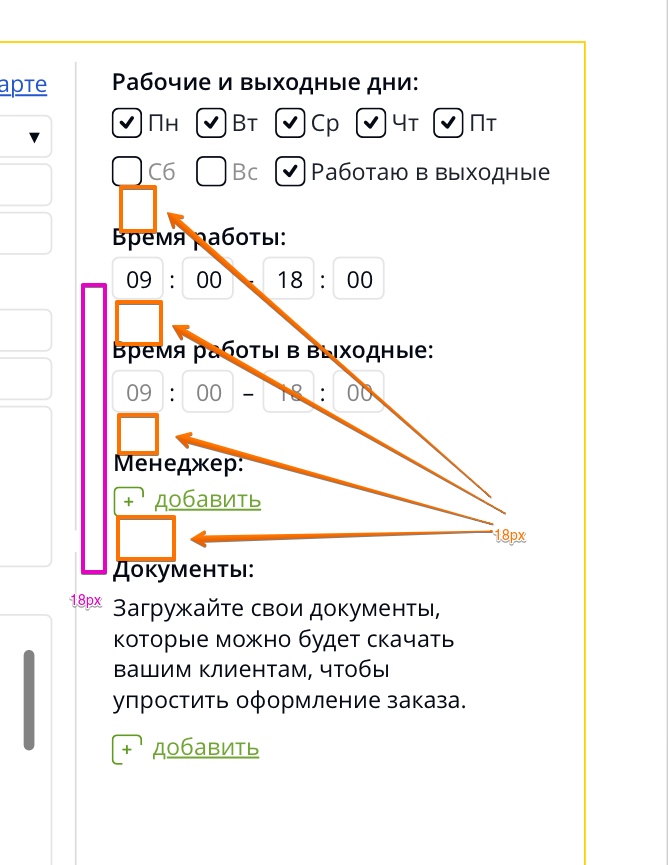 арте
Рабочие и выходные дни:
Пн Вт Ср Чт Пт
Сб Вс Работаю в выходные
Время работы:
09 : 00 – 18 : 00
Время работы в выходные:
09 : 00 – 18 : 00
Менеджер:
+ добавить
18px
Документы:
18px
Загружайте свои документы,
которые можно будет скачать
вашим клиентам, чтобы
упростить оформление заказа.
+ добавить